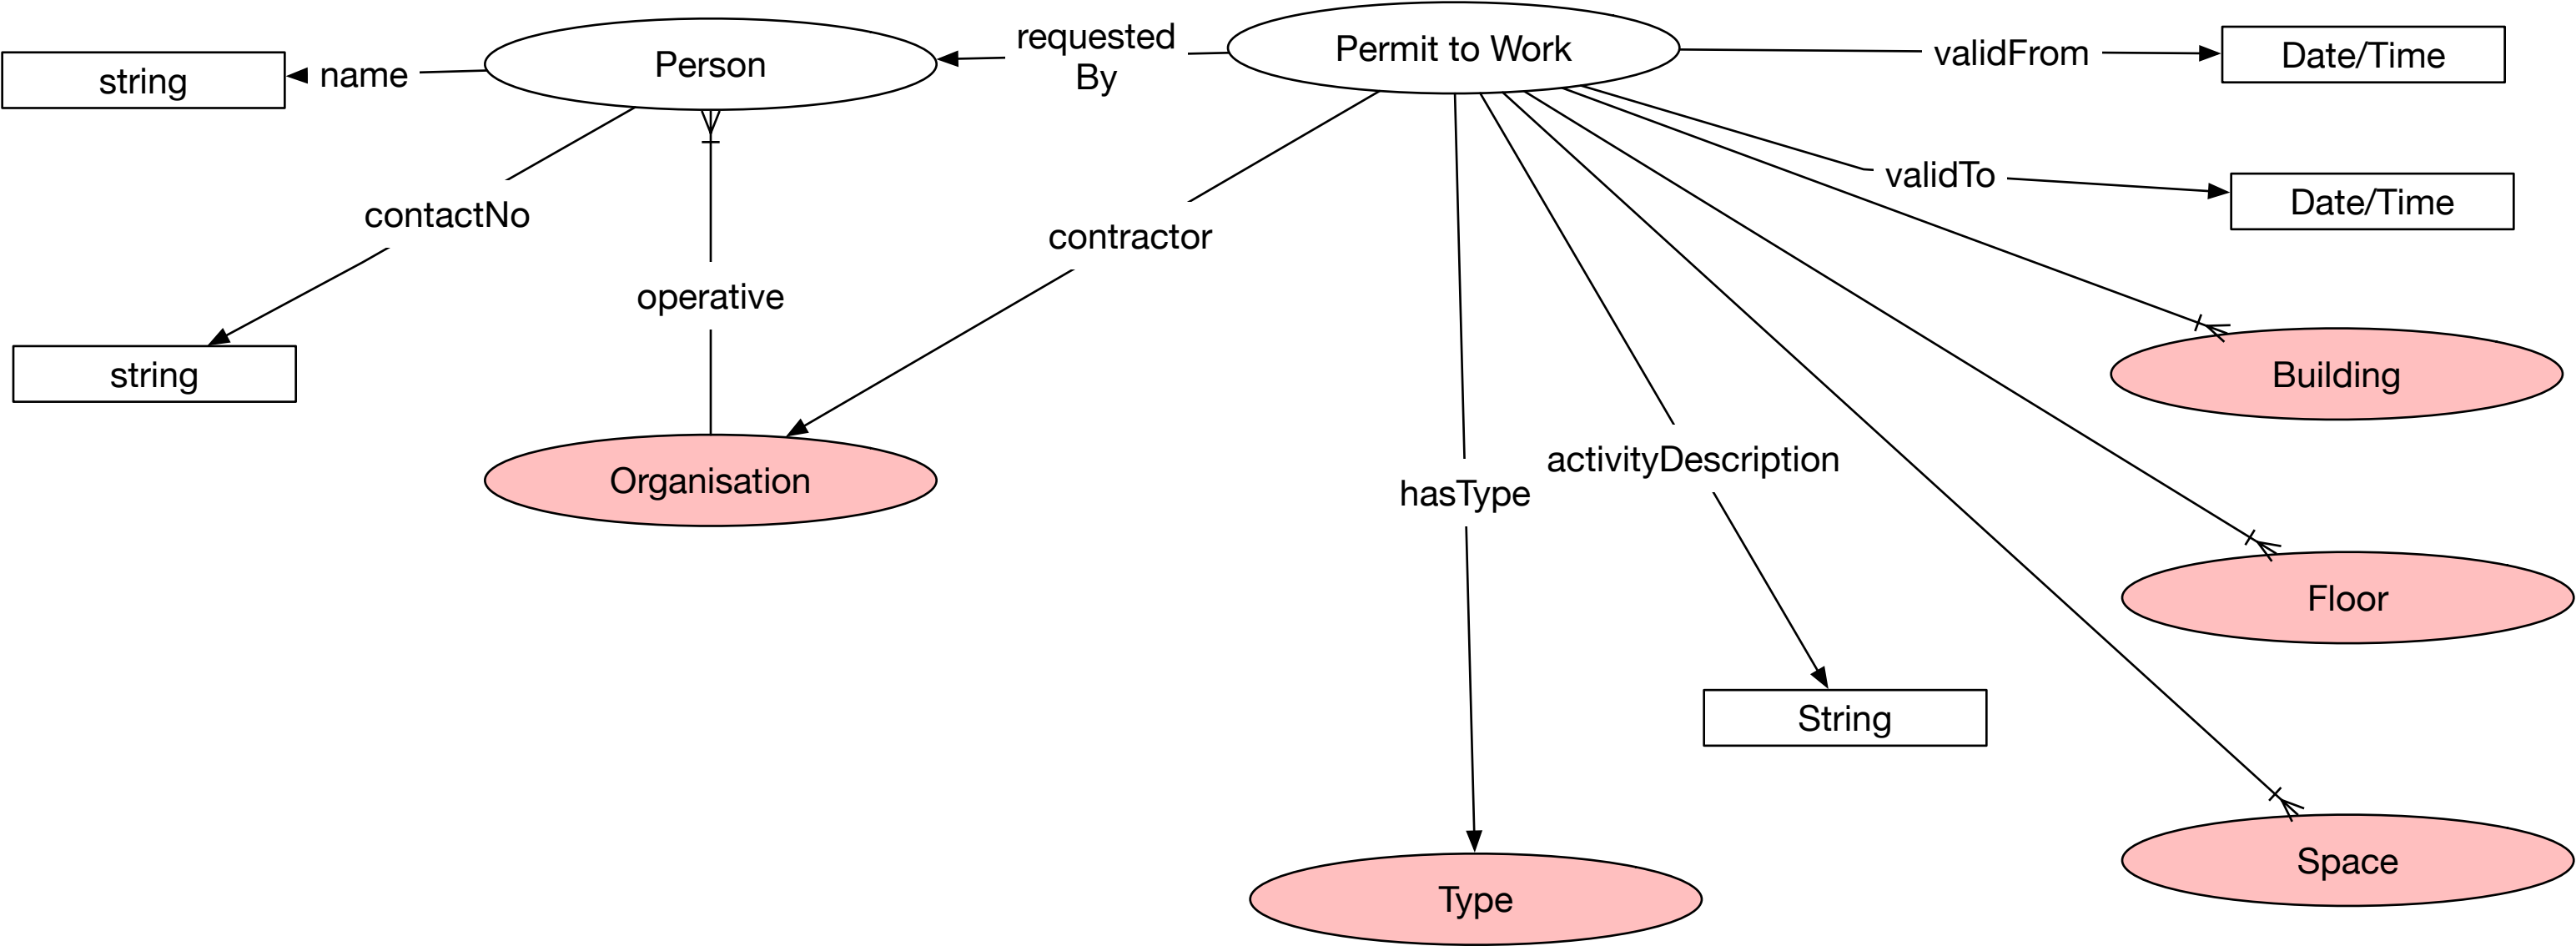 requested
By
Permit to Work
validFrom
Date/Time
Person
name
string
validTo
Date/Time
contactNo
contractor
operative
string
Building
Organisation
activityDescription
hasType
Floor
String
Space
Type